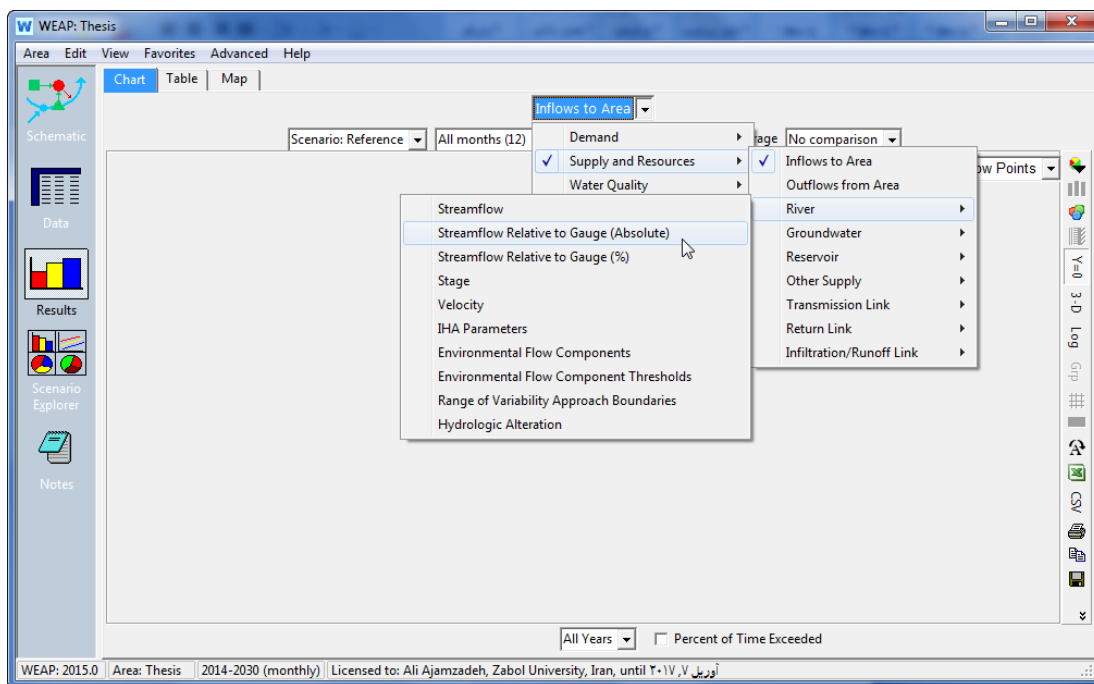 WEAP: Thesis
Area Edit View Favorites Advanced Help
Chart Table Map
Inflows to Area
Scenario: Reference All months (12) rage No comparison
ow Points
Demand
Supply and Resources
Water Quality
Inflows to Area
Outflows from Area
River
Groundwater
Reservoir
Other Supply
Transmission Link
Return Link
Infiltration/Runoff Link
Streamflow
Streamflow Relative to Gauge (Absolute)
Streamflow Relative to Gauge (%)
Stage
Velocity
IHA Parameters
Environmental Flow Components
Environmental Flow Component Thresholds
Range of Variability Approach Boundaries
Hydrologic Alteration
Schematic
Data
Results
Scenario
Explorer
Notes
Y=0
3-D
Log
Grp
CSV
All Years Percent of Time Exceeded
WEAP: 2015.0 Area: Thesis 2014-2030 (monthly) Licensed to: Ali Ajamzadeh, Zabol University, Iran, until آوریل ۷, ۲۰۱۷